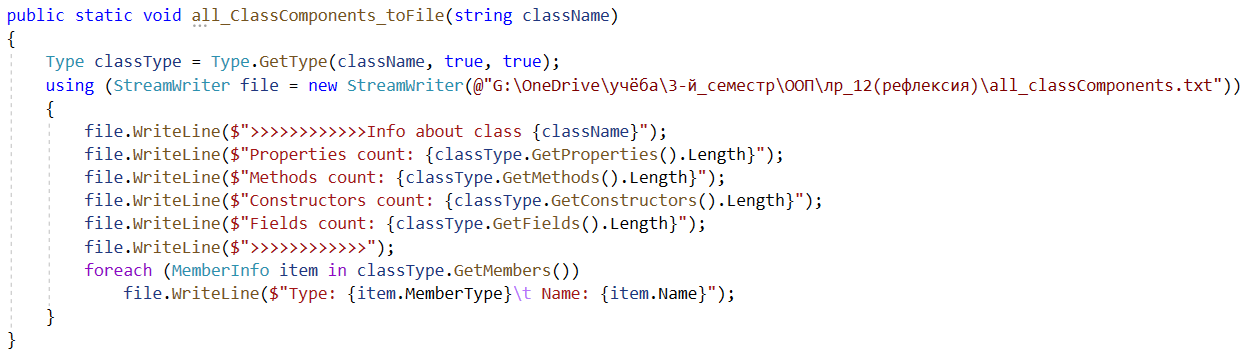 public static void all_ClassComponents_toFile(string className)
{
Type classType = Type.GetType(className, true, true);
using (StreamWriter file = new StreamWriter(@"G:\OneDrive\учёба\3-й_семестр\ООП\лр_12(рефлексия)\all_classComponents.txt"))
{
file.WriteLine($">>>>>>>>>>>>Info about class {className}");
file.WriteLine($"Properties count: {classType.GetProperties().Length}");
file.WriteLine($"Methods count: {classType.GetMethods().Length}");
file.WriteLine($"Constructors count: {classType.GetConstructors().Length}");
file.WriteLine($"Fields count: {classType.GetFields().Length}");
file.WriteLine($">>>>>>>>>>>>");
foreach (MemberInfo item in classType.GetMembers())
file.WriteLine($"Type: {item.MemberType}\t Name: {item.Name}");
}
}